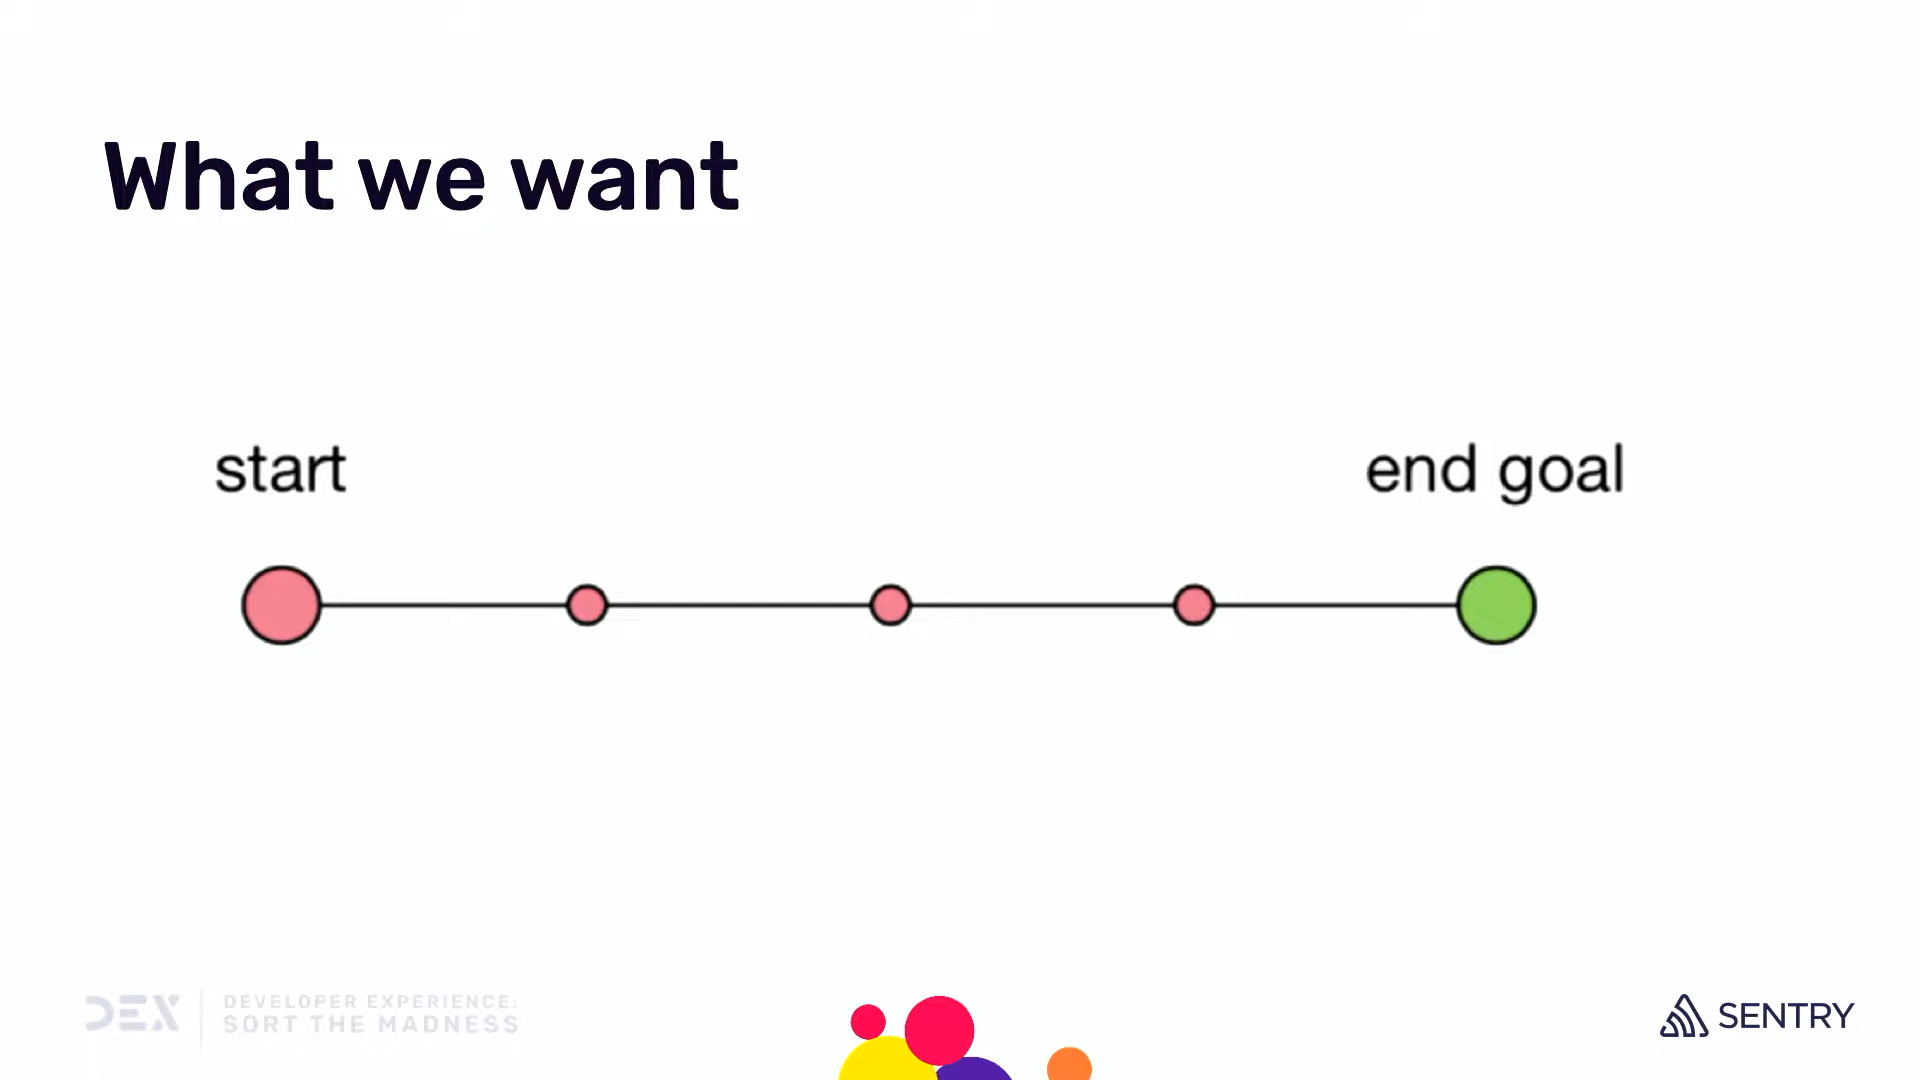 What we want
start
end goal
DEX
DEVELOPER EXPERIENCE:
SORT THE MADNESS
SENTRY